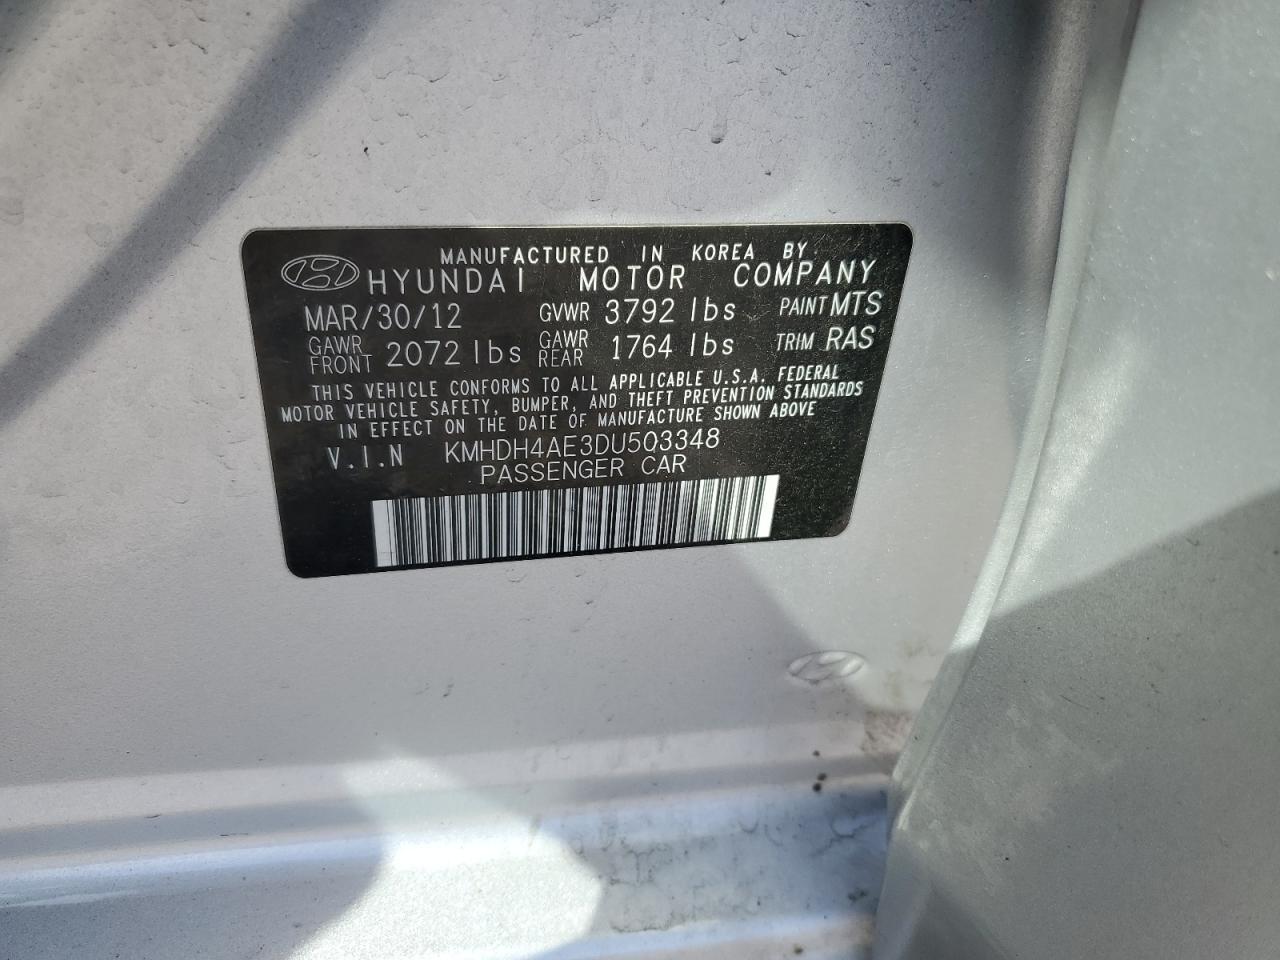 MANUFACTURED IN KOREA BY
HYUNDAI MOTOR COMPANY
MAR/30/12 GVWR 3792 lbs PAINT MTS
GAWR FRONT 2072 lbs GAWR REAR 1764 lbs TRIM RAS
THIS VEHICLE CONFORMS TO ALL APPLICABLE U.S.A. FEDERAL
MOTOR VEHICLE SAFETY, BUMPER, AND THEFT PREVENTION STANDARDS
IN EFFECT ON THE DATE OF MANUFACTURE SHOWN ABOVE
V.I.N KMHDH4AE3DU503348
PASSENGER CAR